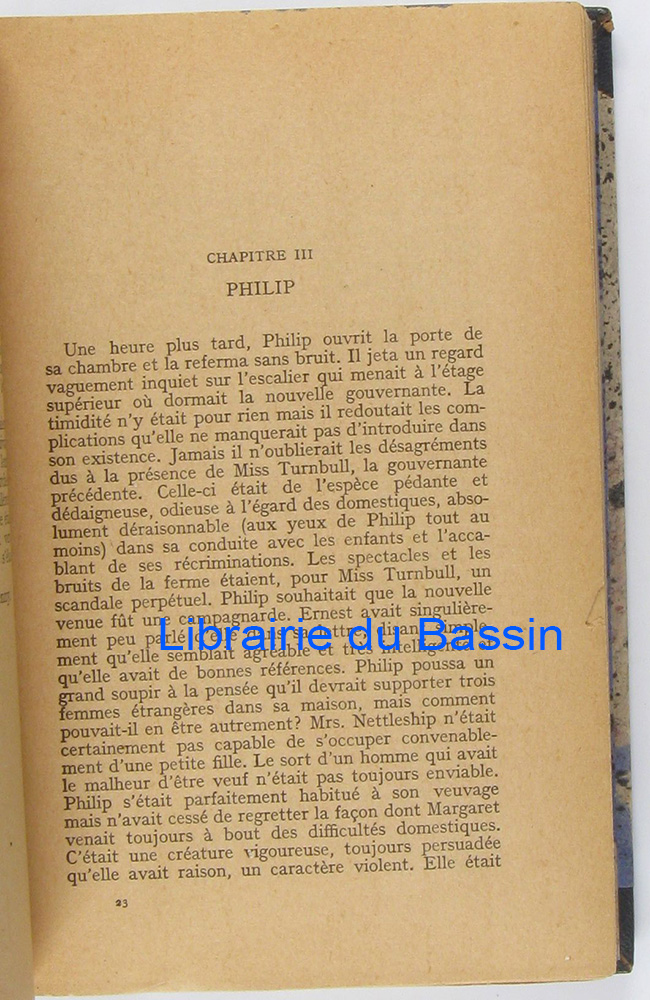 CHAPITRE III
PHILIP
Une heure plus tard, Philip ouvrit la porte de
sa chambre et la referma sans bruit. Il jeta un regard
vaguement inquiet sur l'escalier qui menait à l'étage
supérieur où dormait la nouvelle gouvernante. La
timidité n'y était pour rien mais il redoutait les com-
plications qu'elle ne manquerait pas d'introduire dans
son existence. Jamais il n'oublierait les désagréments
dus à la présence de Miss Turnbull, la gouvernante
précédente. Celle-ci était de l'espèce pédante et
dédaigneuse, odieuse à l'égard des domestiques, abso-
lument déraisonnable (aux yeux de Philip tout au
moins) dans sa conduite avec les enfants et l'acca-
blant de ses récriminations. Les spectacles et les
bruits de la ferme étaient, pour Miss Turnbull, un
scandale perpétuel. Philip souhaitait que la nouvelle
venue fût une campagnarde. Ernest avait singulière-
ment peu parlé d'elle dans sa lettre, disant simple-
ment qu'elle semblait agréable et très intelligente et
qu'elle avait de bonnes références. Philip poussa un
grand soupir à la pensée qu'il devrait supporter trois
femmes étrangères dans sa maison, mais comment
pouvait-il en être autrement? Mrs. Nettleship n'était
certainement pas capable de s'occuper convenable-
ment d'une petite fille. Le sort d'un homme qui avait
le malheur d'être veuf n'était pas toujours enviable.
Philip s'était parfaitement habitué à son veuvage
mais n'avait cessé de regretter la façon dont Margaret
venait toujours à bout des difficultés domestiques.
C'était une créature vigoureuse, toujours persuadée
qu'elle avait raison, un caractère violent. Elle était
23
Librairie du Bassin